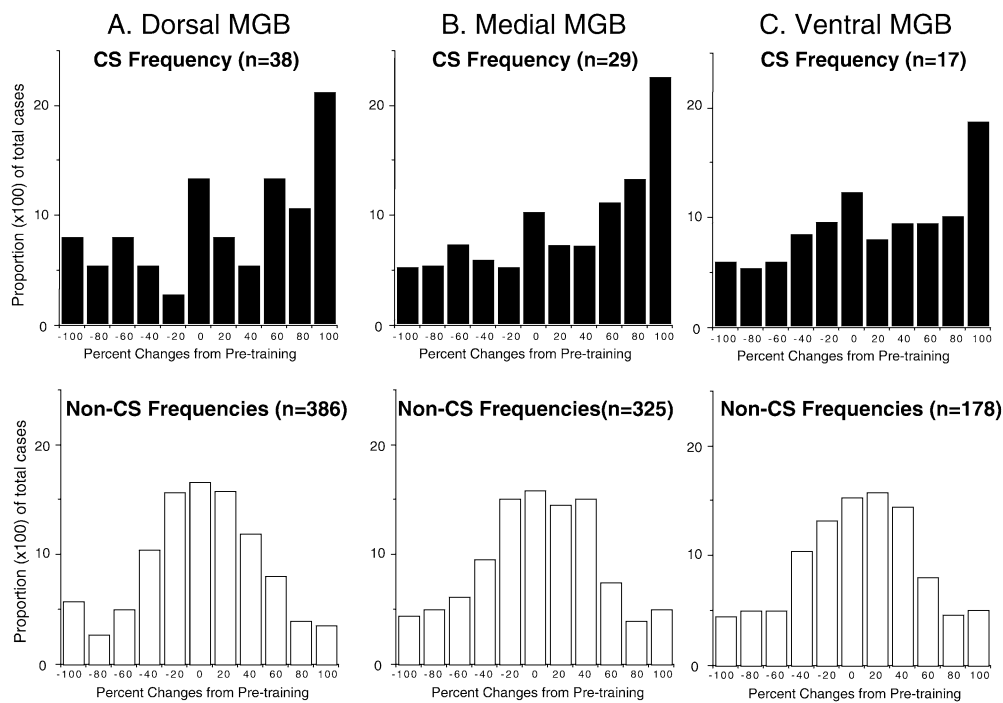 A. Dorsal MGB
B. Medial MGB
C. Ventral MGB
CS Frequency (n=38)
CS Frequency (n=29)
CS Frequency (n=17)
Proportion (x100) of total cases
20
10
0
20
10
0
20
10
0
-100 -80 -60 -40 -20 0 20 40 60 80 100
-100 -80 -60 -40 -20 0 20 40 60 80 100
-100 -80 -60 -40 -20 0 20 40 60 80 100
Percent Changes from Pre-training
Percent Changes from Pre-training
Percent Changes from Pre-training
Non-CS Frequencies (n=386)
Non-CS Frequencies(n=325)
Non-CS Frequencies (n=178)
Proportion (x100) of total cases
20
10
0
20
10
0
20
10
0
-100 -80 -60 -40 -20 0 20 40 60 80 100
-100 -80 -60 -40 -20 0 20 40 60 80 100
-100 -80 -60 -40 -20 0 20 40 60 80 100
Percent Changes from Pre-training
Percent Changes from Pre-training
Percent Changes from Pre-training